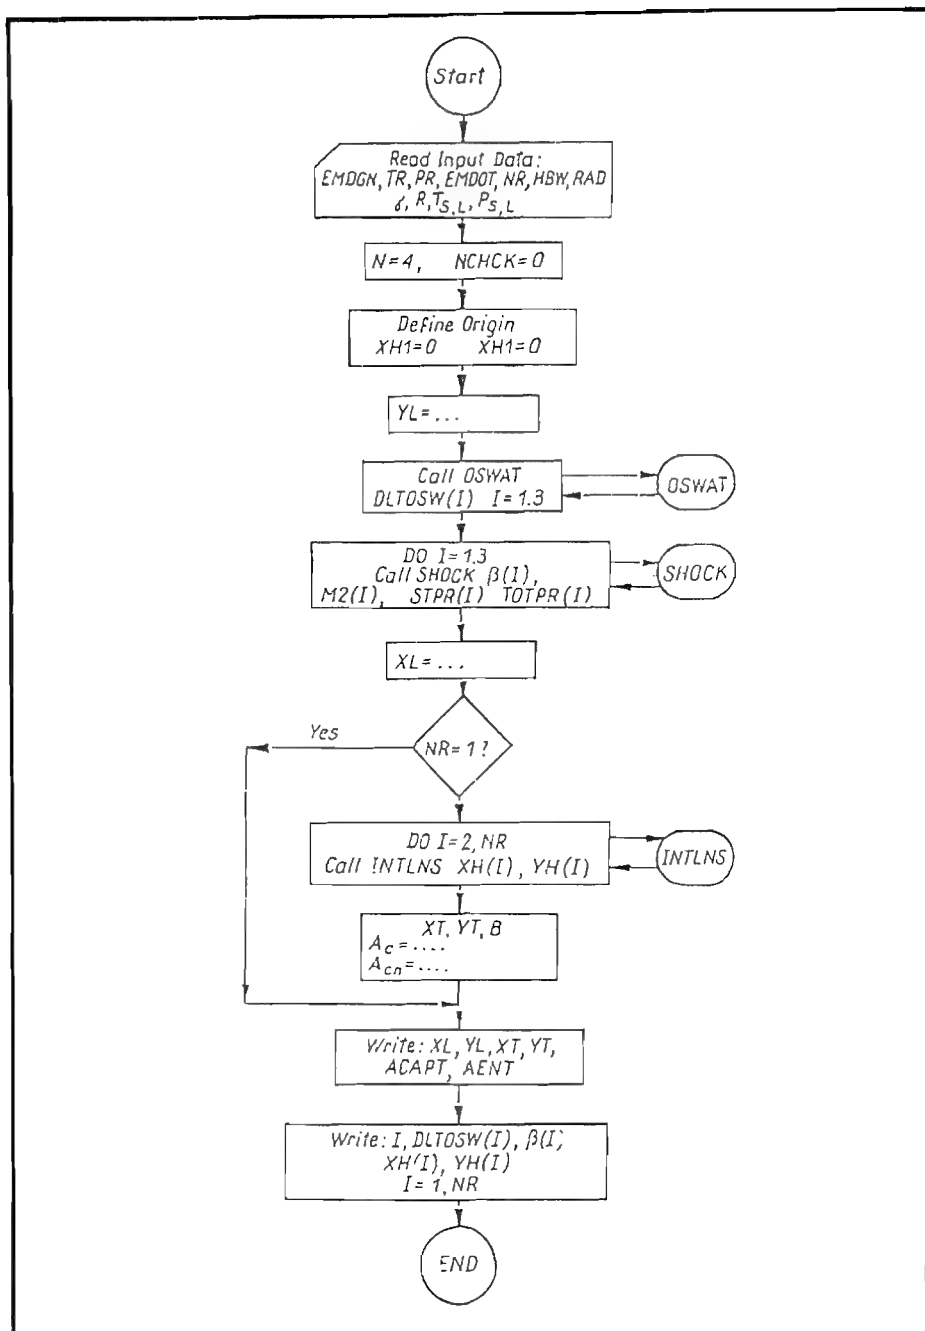 Start
Read Input Data:
EMDGN, TR, PR, EMDOT, NR, HBW, RAD
γ, R, T_S,L, P_S,L
N=4, NCHCK=0
Define Origin
XH1=0 XH1=0
YL=...
Call OSWAT
DLTOSW(I) I=1.3
OSWAT
DO I=1.3
Call SHOCK β(I),
M2(I), STPR(I) TOTPR(I)
SHOCK
XL=...
Yes
NR=1?
DO I=2,NR
Call INTLNS XH(I), YH(I)
INTLNS
XT, YT, B
A_c=....
A_cn=....
Write: XL, YL, XT, YT,
ACAPT, AENT
Write: I, DLTOSW(I), β(I)
XH(I), YH(I)
I=1,NR
END